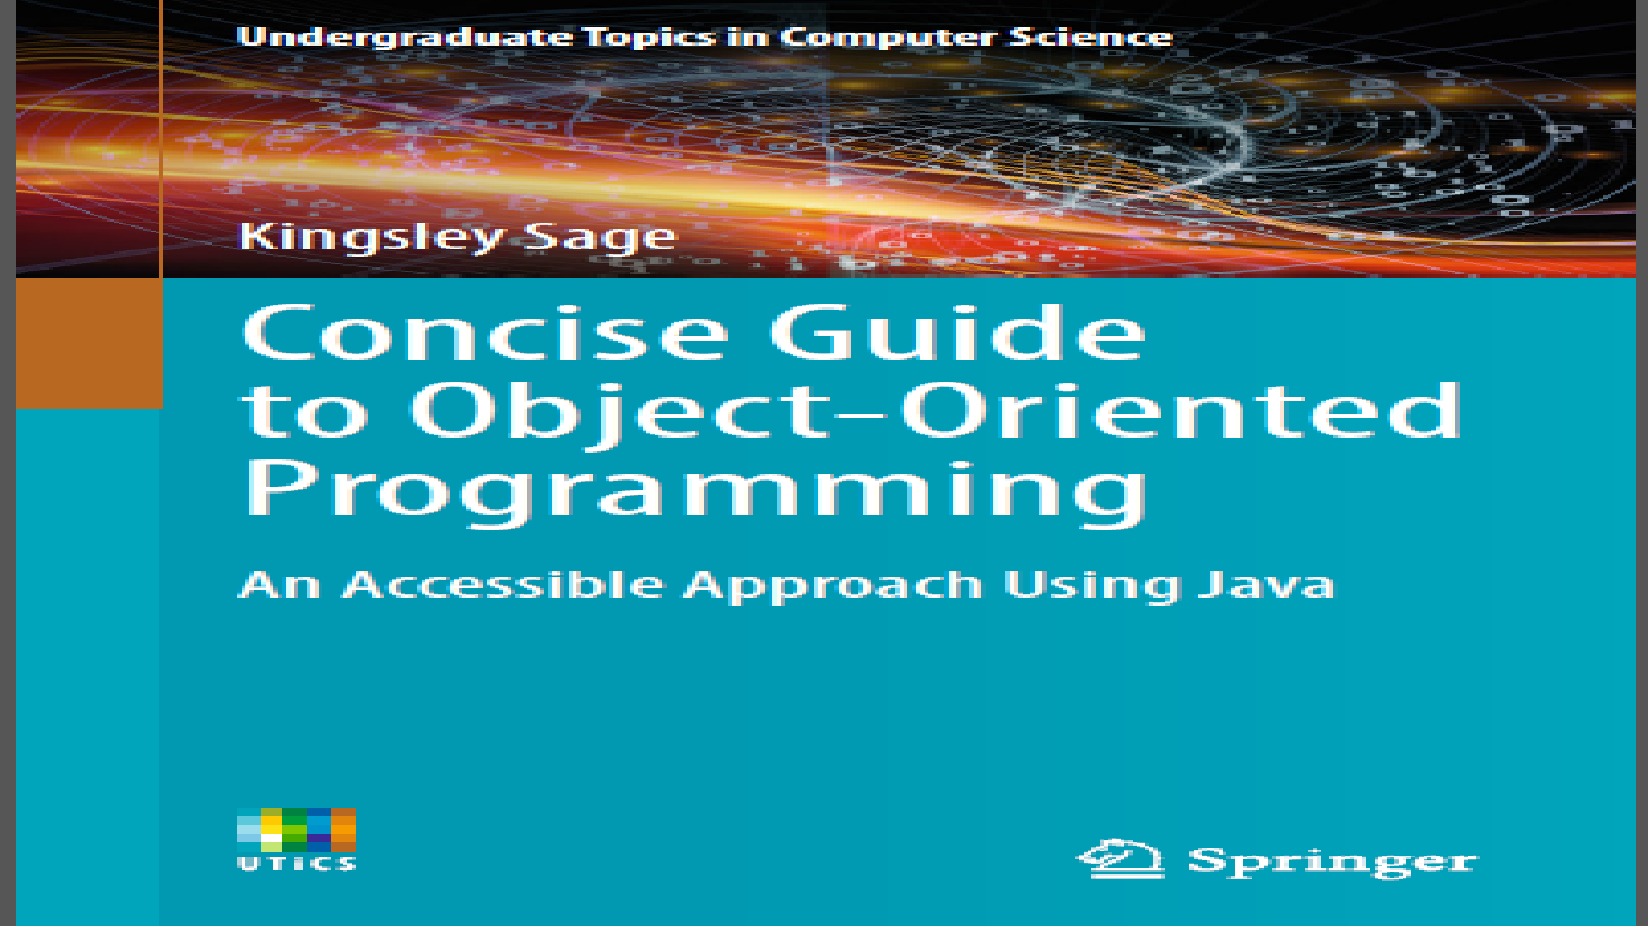 Undergraduate Topics in Computer Science
Kingsley Sage
Concise Guide
to Object-Oriented
Programming
An Accessible Approach Using Java
UTiCS
Springer